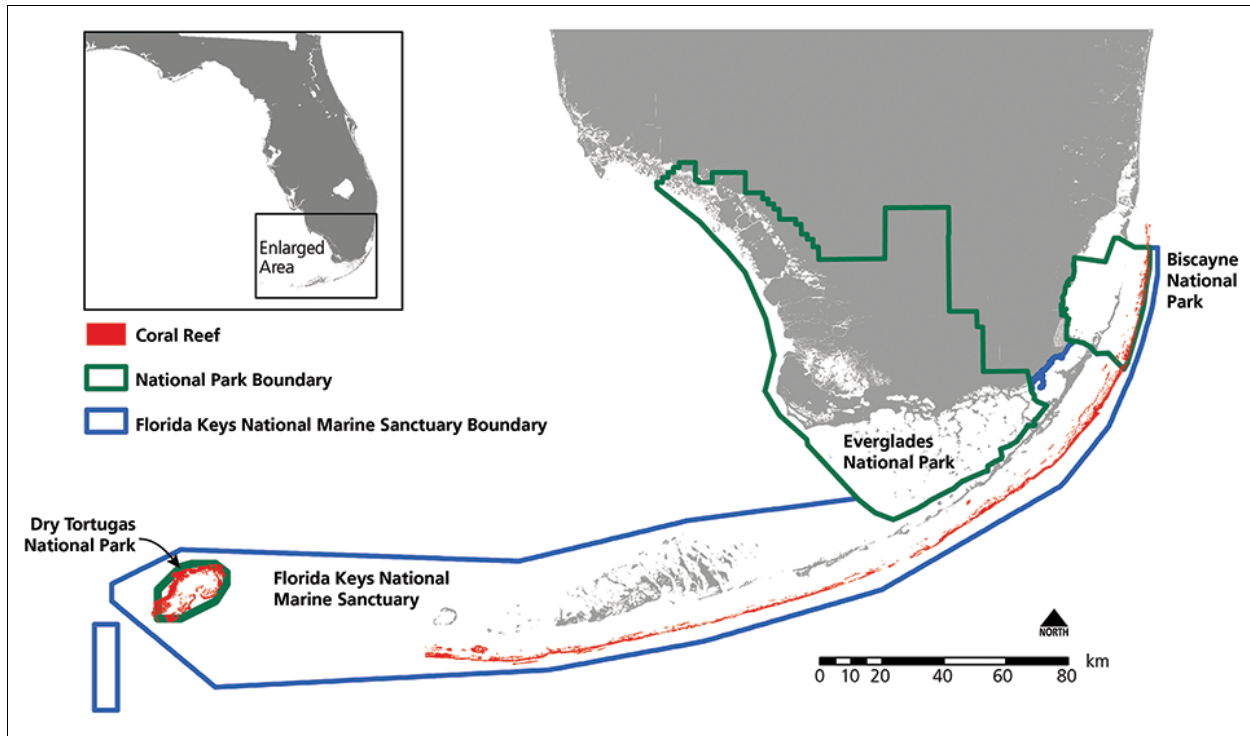 Enlarged
Area
Coral Reef
National Park Boundary
Florida Keys National Marine Sanctuary Boundary
Biscayne
National
Park
Everglades
National Park
Dry Tortugas
National Park
Florida Keys National
Marine Sanctuary
NORTH
km
0 10 20 40 60 80